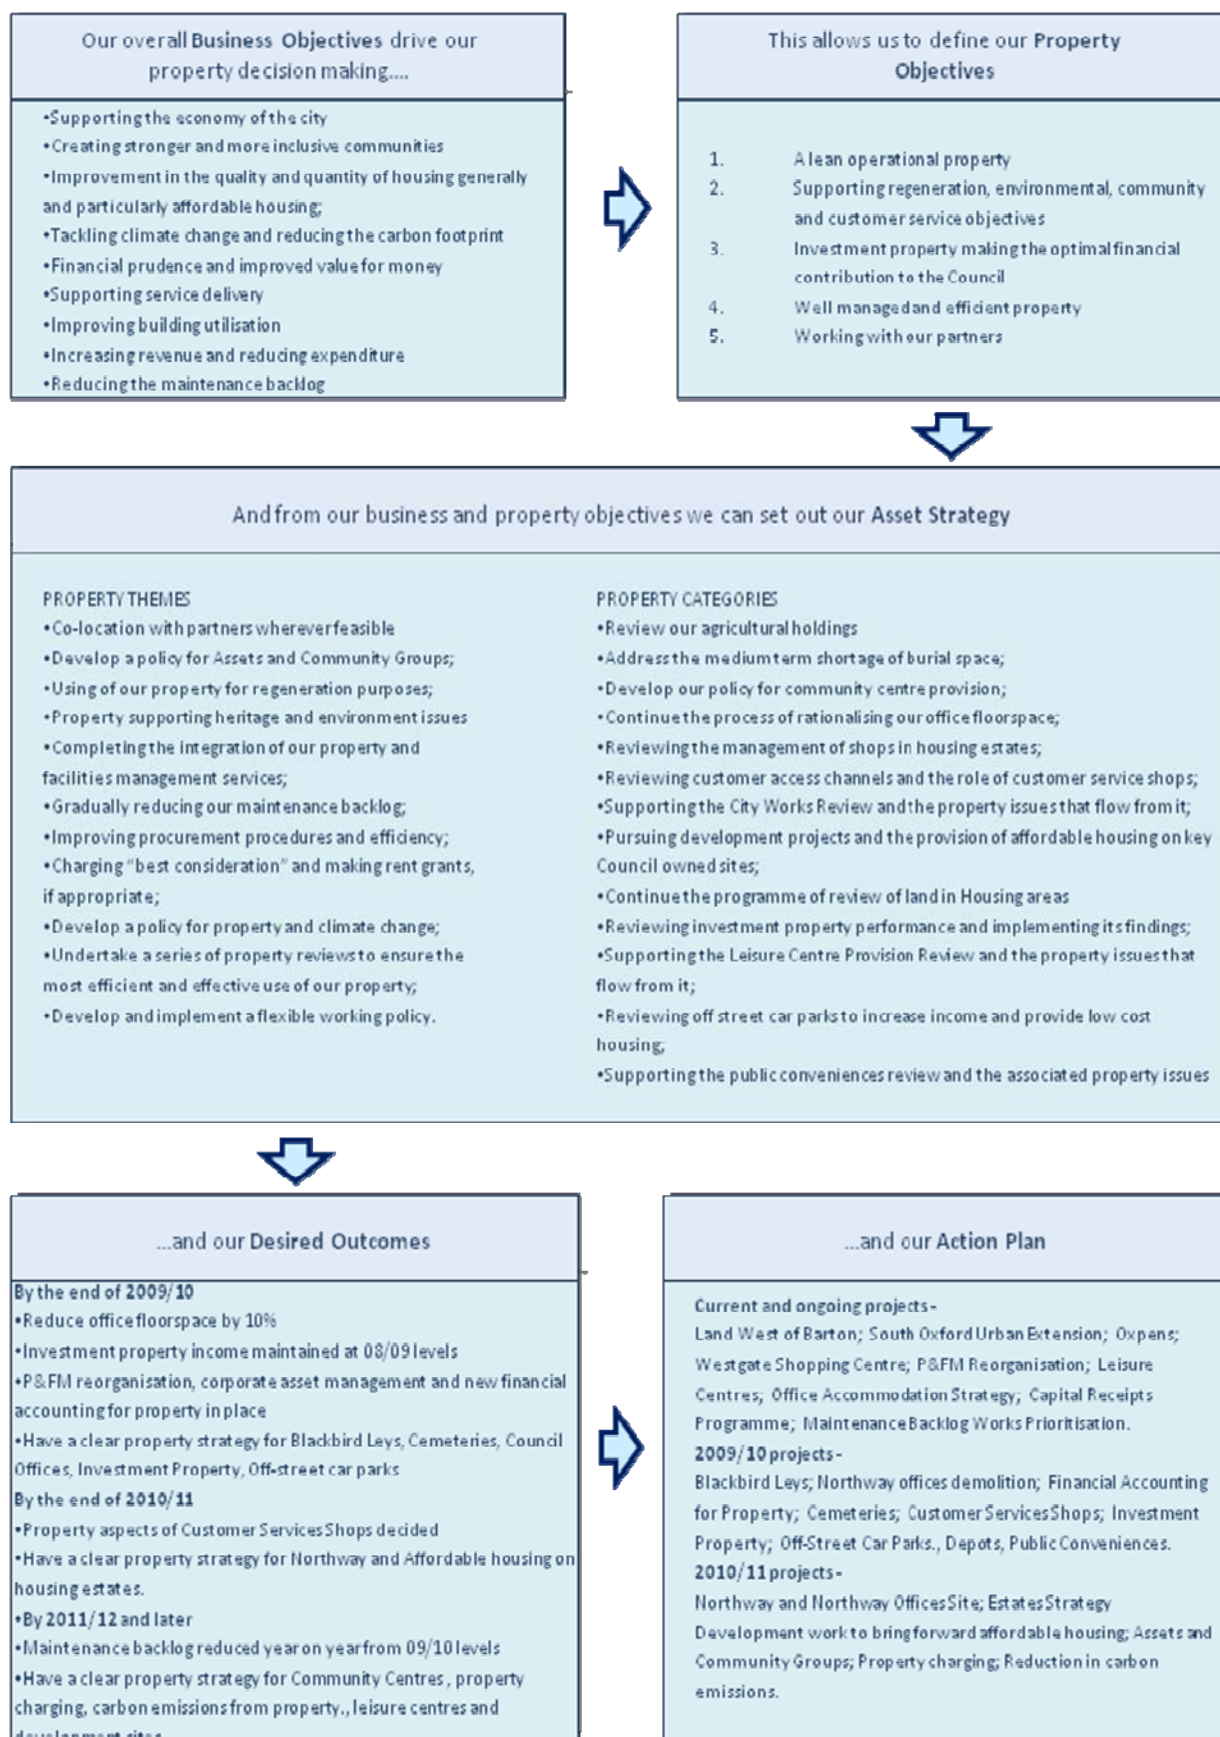 Our overall Business Objectives drive our
property decision making....
•Supporting the economy of the city
•Creating stronger and more inclusive communities
•Improvement in the quality and quantity of housing generally
and particularly affordable housing;
•Tackling climate change and reducing the carbon footprint
•Financial prudence and improved value for money
•Supporting service delivery
•Improving building utilisation
•Increasing revenue and reducing expenditure
•Reducing the maintenance backlog
This allows us to define our Property
Objectives
1. A lean operational property
2. Supporting regeneration, environmental, community
and customer service objectives
3. Investment property making the optimal financial
contribution to the Council
4. Well managed and efficient property
5. Working with our partners
And from our business and property objectives we can set out our Asset Strategy
PROPERTY THEMES
•Co-location with partners wherever feasible
•Develop a policy for Assets and Community Groups;
•Using of our property for regeneration purposes;
•Property supporting heritage and environment issues
•Completing the integration of our property and
facilities management services;
•Gradually reducing our maintenance backlog;
•Improving procurement procedures and efficiency;
•Charging "best consideration" and making rent grants,
if appropriate;
•Develop a policy for property and climate change;
•Undertake a series of property reviews to ensure the
most efficient and effective use of our property;
•Develop and implement a flexible working policy.
PROPERTY CATEGORIES
•Review our agricultural holdings
•Address the medium term shortage of burial space;
•Develop our policy for community centre provision;
•Continue the process of rationalising our office floorspace;
•Reviewing the management of shops in housing estates;
•Reviewing customer access channels and the role of customer service shops;
•Supporting the City Works Review and the property issues that flow from it;
•Pursuing development projects and the provision of affordable housing on key
Council owned sites;
•Continue the programme of review of land in Housing areas
•Reviewing investment property performance and implementing its findings;
•Supporting the Leisure Centre Provision Review and the property issues that
flow from it;
•Reviewing off street car parks to increase income and provide low cost
housing;
•Supporting the public conveniences review and the associated property issues
...and our Desired Outcomes
By the end of 2009/10
•Reduce office floorspace by 10%
•Investment property income maintained at 08/09 levels
•P&FM reorganisation, corporate asset management and new financial
accounting for property in place
•Have a clear property strategy for Blackbird Leys, Cemeteries, Council
Offices, Investment Property, Off-street car parks
By the end of 2010/11
•Property aspects of Customer Services Shops decided
•Have a clear property strategy for Northway and Affordable housing on
housing estates.
•By 2011/12 and later
•Maintenance backlog reduced year on year from 09/10 levels
•Have a clear property strategy for Community Centres , property
charging, carbon emissions from property., leisure centres and
development sites
...and our Action Plan
Current and ongoing projects-
Land West of Barton; South Oxford Urban Extension; Oxpens;
Westgate Shopping Centre; P&FM Reorganisation; Leisure
Centres; Office Accommodation Strategy; Capital Receipts
Programme; Maintenance Backlog Works Prioritisation.
2009/10 projects-
Blackbird Leys; Northway offices demolition; Financial Accounting
for Property; Cemeteries; Customer Services Shops; Investment
Property; Off-Street Car Parks., Depots, Public Conveniences.
2010/11 projects-
Northway and Northway Offices Site; Estates Strategy
Development work to bring forward affordable housing; Assets and
Community Groups; Property charging; Reduction in carbon
emissions.